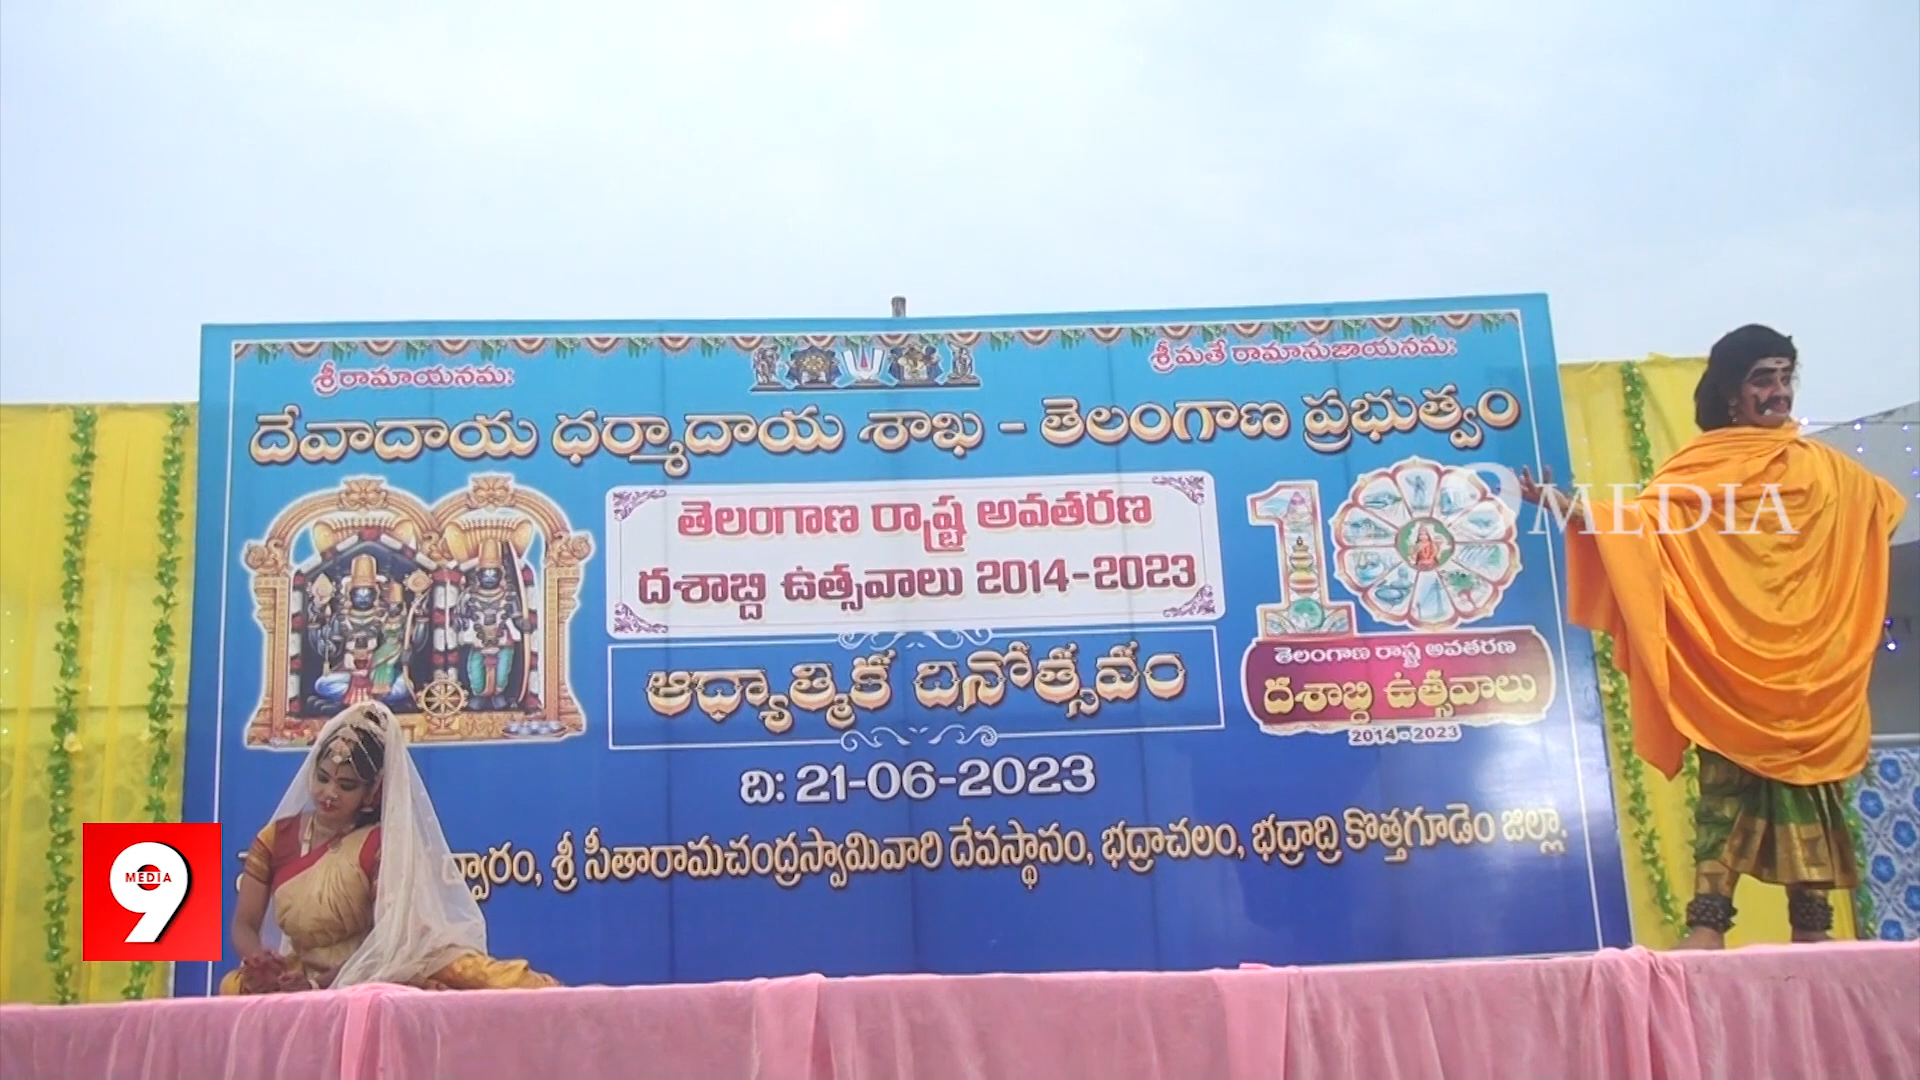 శ్రీరామాయనమః
శ్రీమతే రామానుజాయనమః
దేవాదాయ ధర్మాదాయ శాఖ - తెలంగాణ ప్రభుత్వం
తెలంగాణ రాష్ట్ర అవతరణ
దశాబ్ది ఉత్సవాలు 2014-2023
ఆధ్యాత్మిక దినోత్సవం
10
తెలంగాణ రాష్ట్ర అవతరణ
దశాబ్ది ఉత్సవాలు
2014 - 2023
ది: 21-06-2023
శ్రీ సీతారామచంద్రస్వామివారి దేవస్థానం, భద్రాచలం, భద్రాద్రి కొత్తగూడెం జిల్లా.
9 MEDIA
MEDIA
9